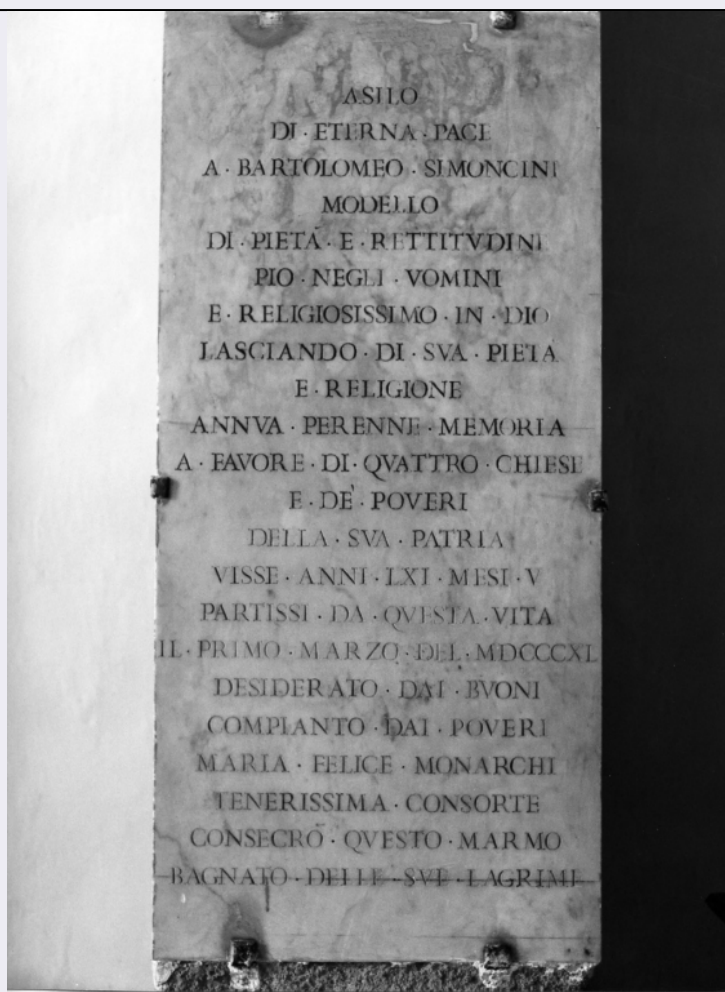 ASILO
DI · ETERNA · PACE
A · BARTOLOMEO · SIMONCINI
MODELLO
DI · PIETÀ · E · RETTITVDINE
PIO · NEGLI · VOMINI
E · RELIGIOSISSIMO · IN · DIO
LASCIANDO · DI · SVA · PIETA
E · RELIGIONE
ANNVA · PERENNE · MEMORIA
A · FAVORE · DI · QVATTRO · CHIESE
E · DE' · POVERI
DELLA · SVA · PATRIA
VISSE · ANNI · LXI · MESI · V
PARTISSI · DA · QVESTA · VITA
IL · PRIMO · MARZO · DEL · MDCCCXL
DESIDERATO · DAI · BVONI
COMPIANTO · DAI · POVERI
MARIA · FELICE · MONARCHI
TENERISSIMA · CONSORTE
CONSECRÒ · QVESTO · MARMO
BAGNATO · DELLE · SVE · LAGRIME